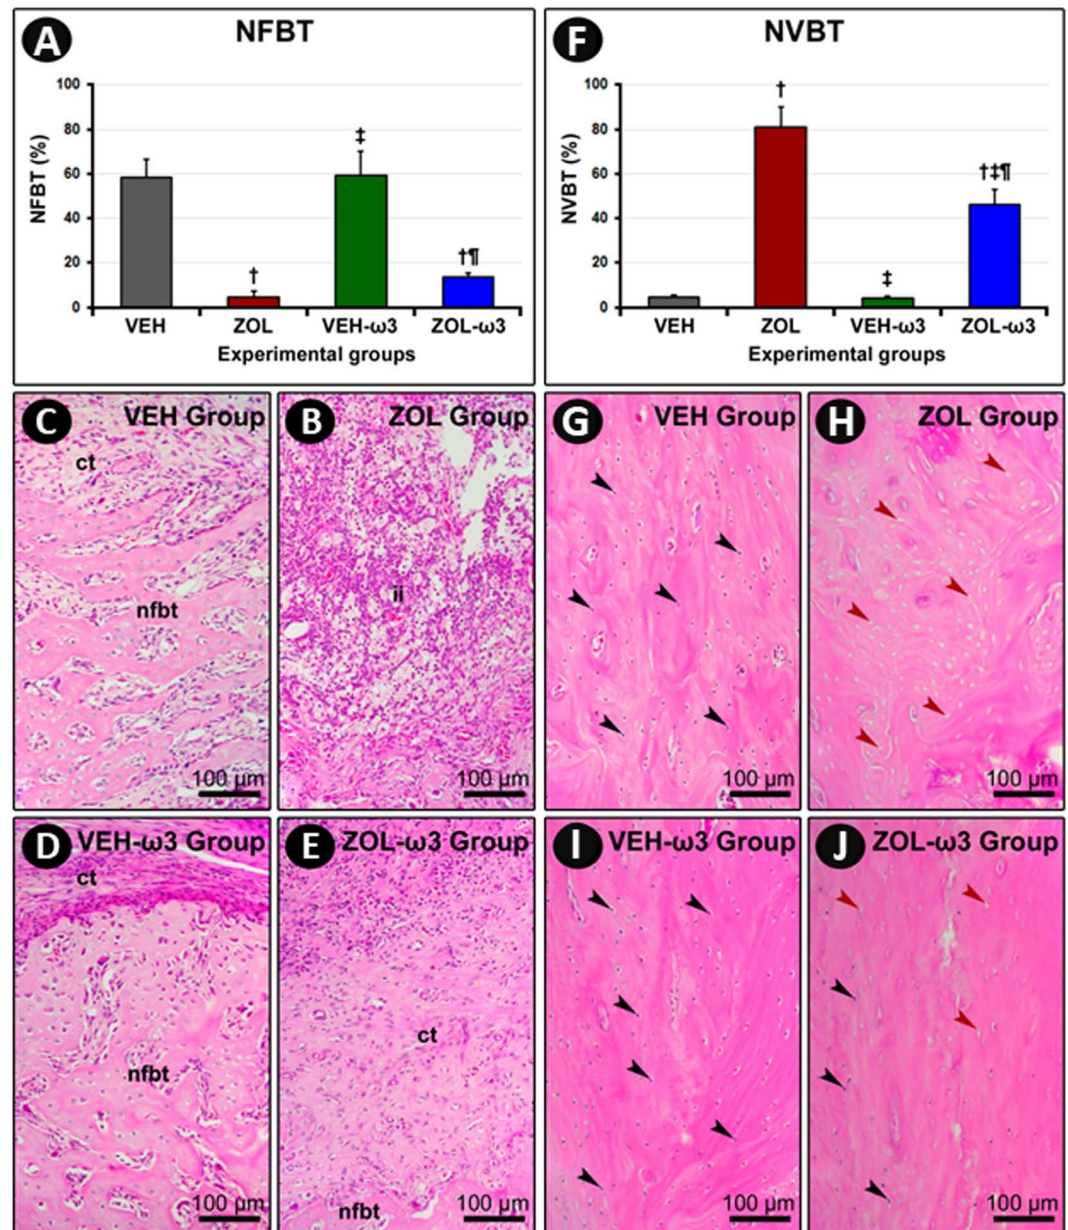 A
NFBT
NFBT (%)
100
80
60
40
20
0
†
‡
†¶
VEH
ZOL
VEH-ω3
ZOL-ω3
Experimental groups
F
NVBT
NVBT (%)
100
80
60
40
20
0
†
‡
†‡¶
VEH
ZOL
VEH-ω3
ZOL-ω3
Experimental groups
C
VEH Group
ct
nfbt
100 µm
B
ZOL Group
ii
100 µm
G
VEH Group
100 µm
H
ZOL Group
100 µm
D
VEH-ω3 Group
ct
nfbt
100 µm
E
ZOL-ω3 Group
ct
nfbt
100 µm
I
VEH-ω3 Group
100 µm
J
ZOL-ω3 Group
100 µm